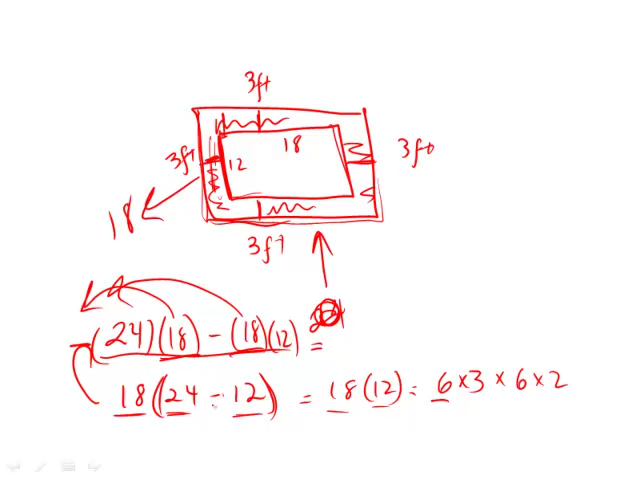 3ft
18
3ft
12
3ft
18
3ft
(24)(18) - (18)(12) =
18(24 - 12) = 18(12) = 6 × 3 × 6 × 2